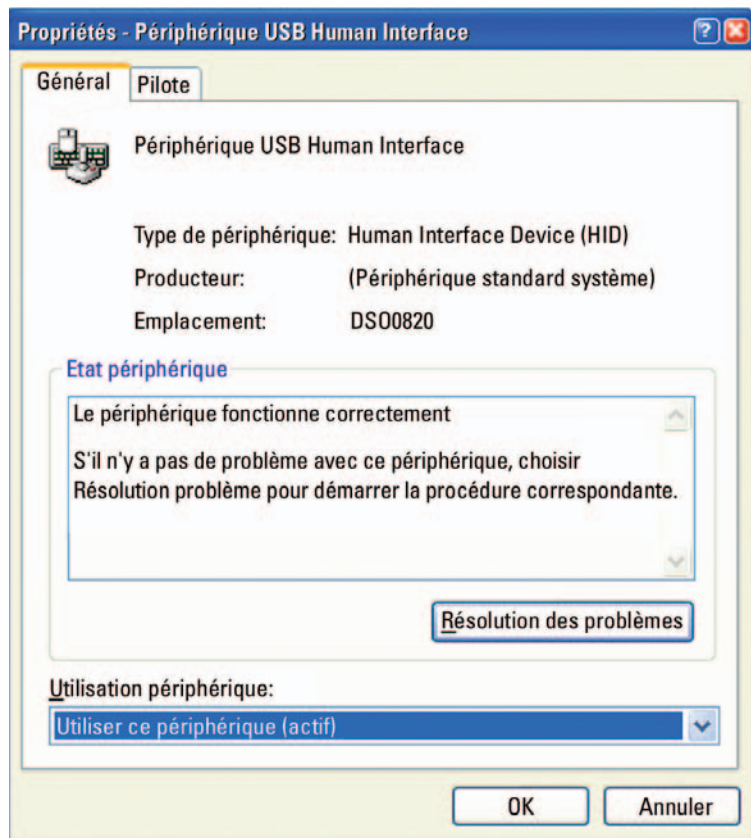 Propriétés - Périphérique USB Human Interface
Général
Pilote
Périphérique USB Human Interface
Type de périphérique: Human Interface Device (HID)
Producteur: (Périphérique standard système)
Emplacement: DSO0820
Etat périphérique
Le périphérique fonctionne correctement
S'il n'y a pas de problème avec ce périphérique, choisir
Résolution problème pour démarrer la procédure correspondante.
Résolution des problèmes
Utilisation périphérique:
Utiliser ce périphérique (actif)
OK
Annuler